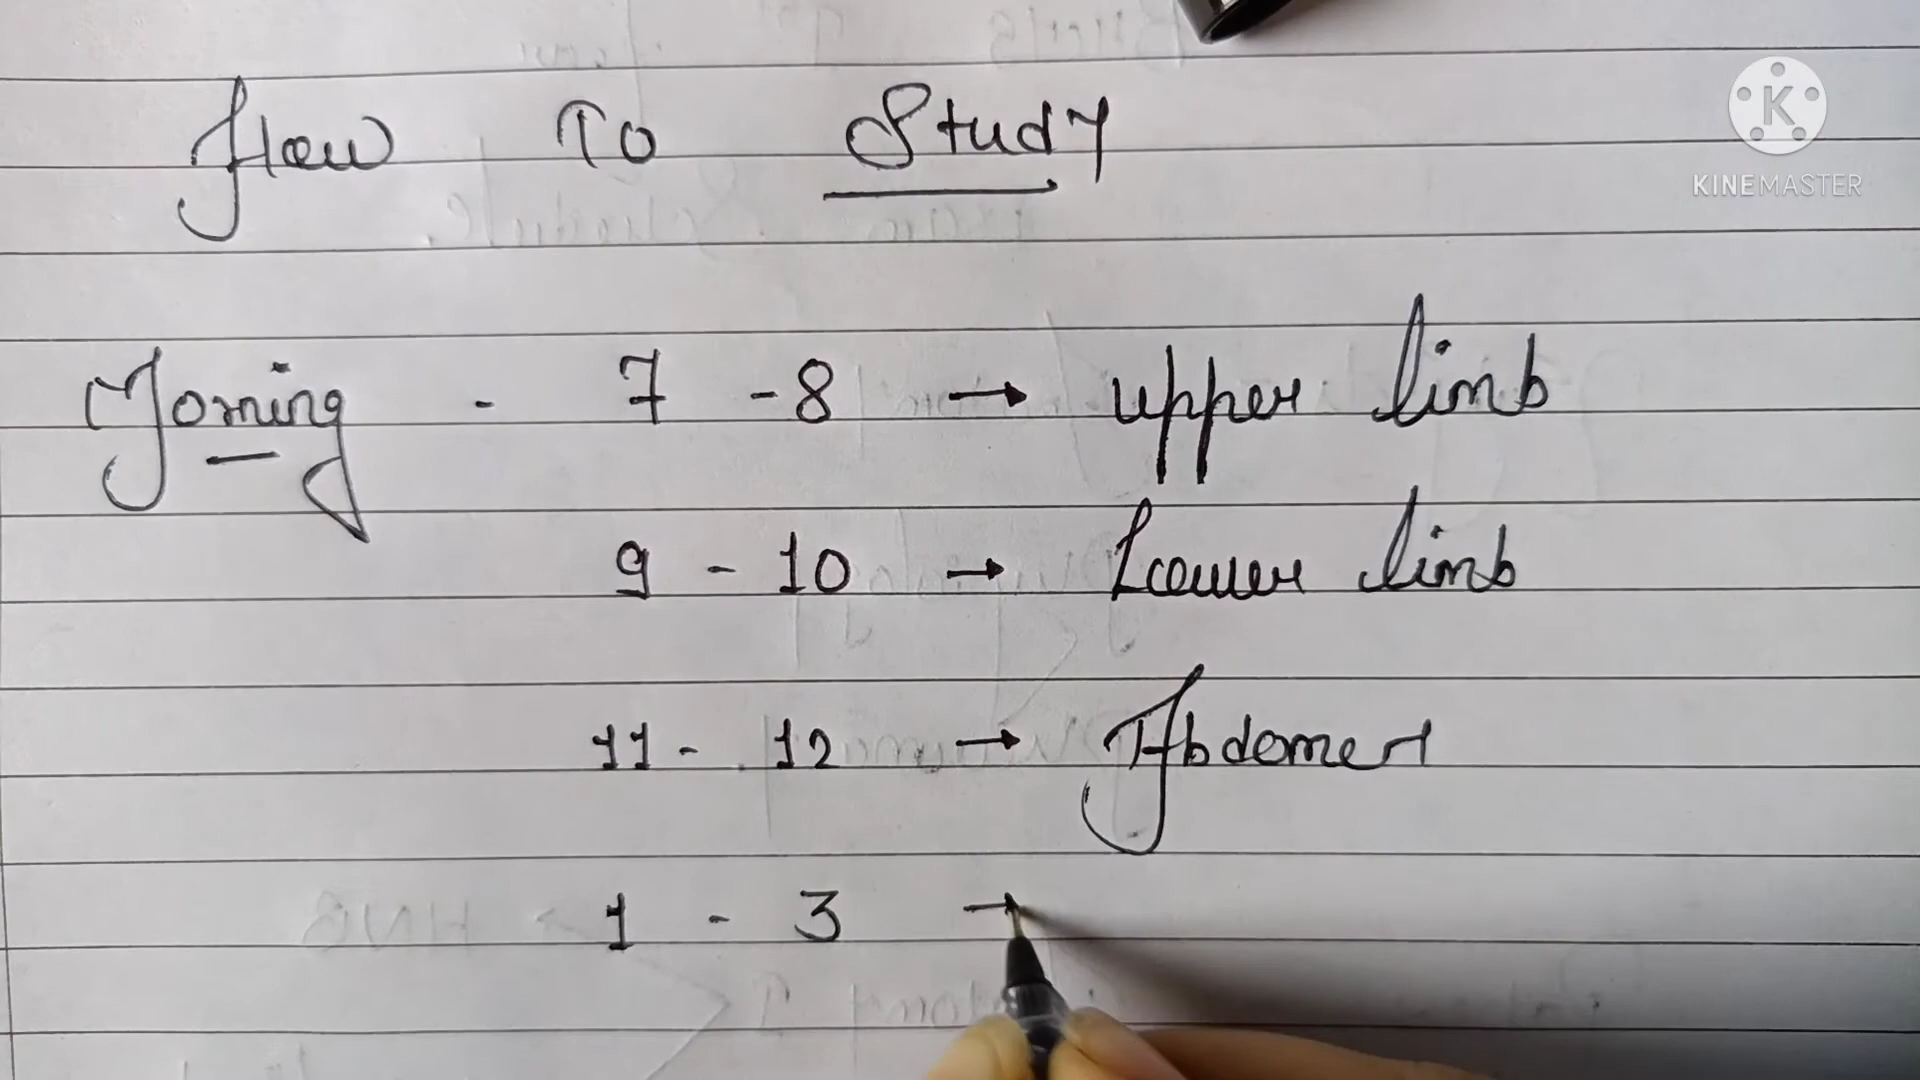 How To Study
K
KINEMASTER
Morning - 7 - 8 → upper limb
9 - 10 → Lower limb
11 - 12 → Abdomen
1 - 3 →